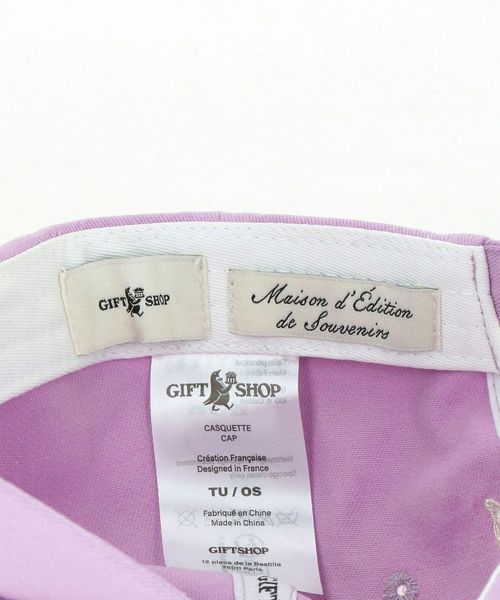 GIFT SHOP
Maison d'Édition
de Souvenirs
GIFT SHOP
CASQUETTE
CAP
Création Française
Designed in France
TU / OS
Fabriqué en Chine
Made in China
GIFTSHOP
12 place de la Bastille
75011 Paris